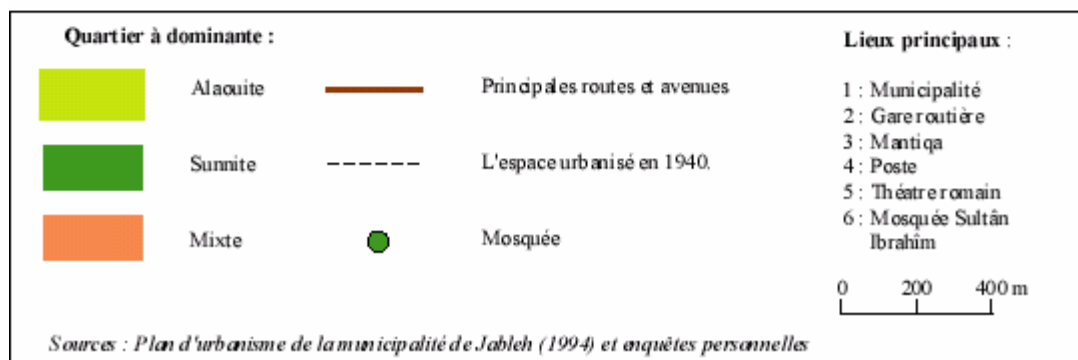 Quartier à dominante :
Alaouite
Principales routes et avenues
Sunnite
L'espace urbanisé en 1940.
Mixte
Mosquée
Lieux principaux :
1 : Municipalité
2 : Gare routière
3 : Mantiqa
4 : Poste
5 : Théatre romain
6 : Mosquée Sultân
Ibrahîm
0 200 400 m
Sources : Plan d'urbanisme de la municipalité de Jableh (1994) et enquêtes personnelles